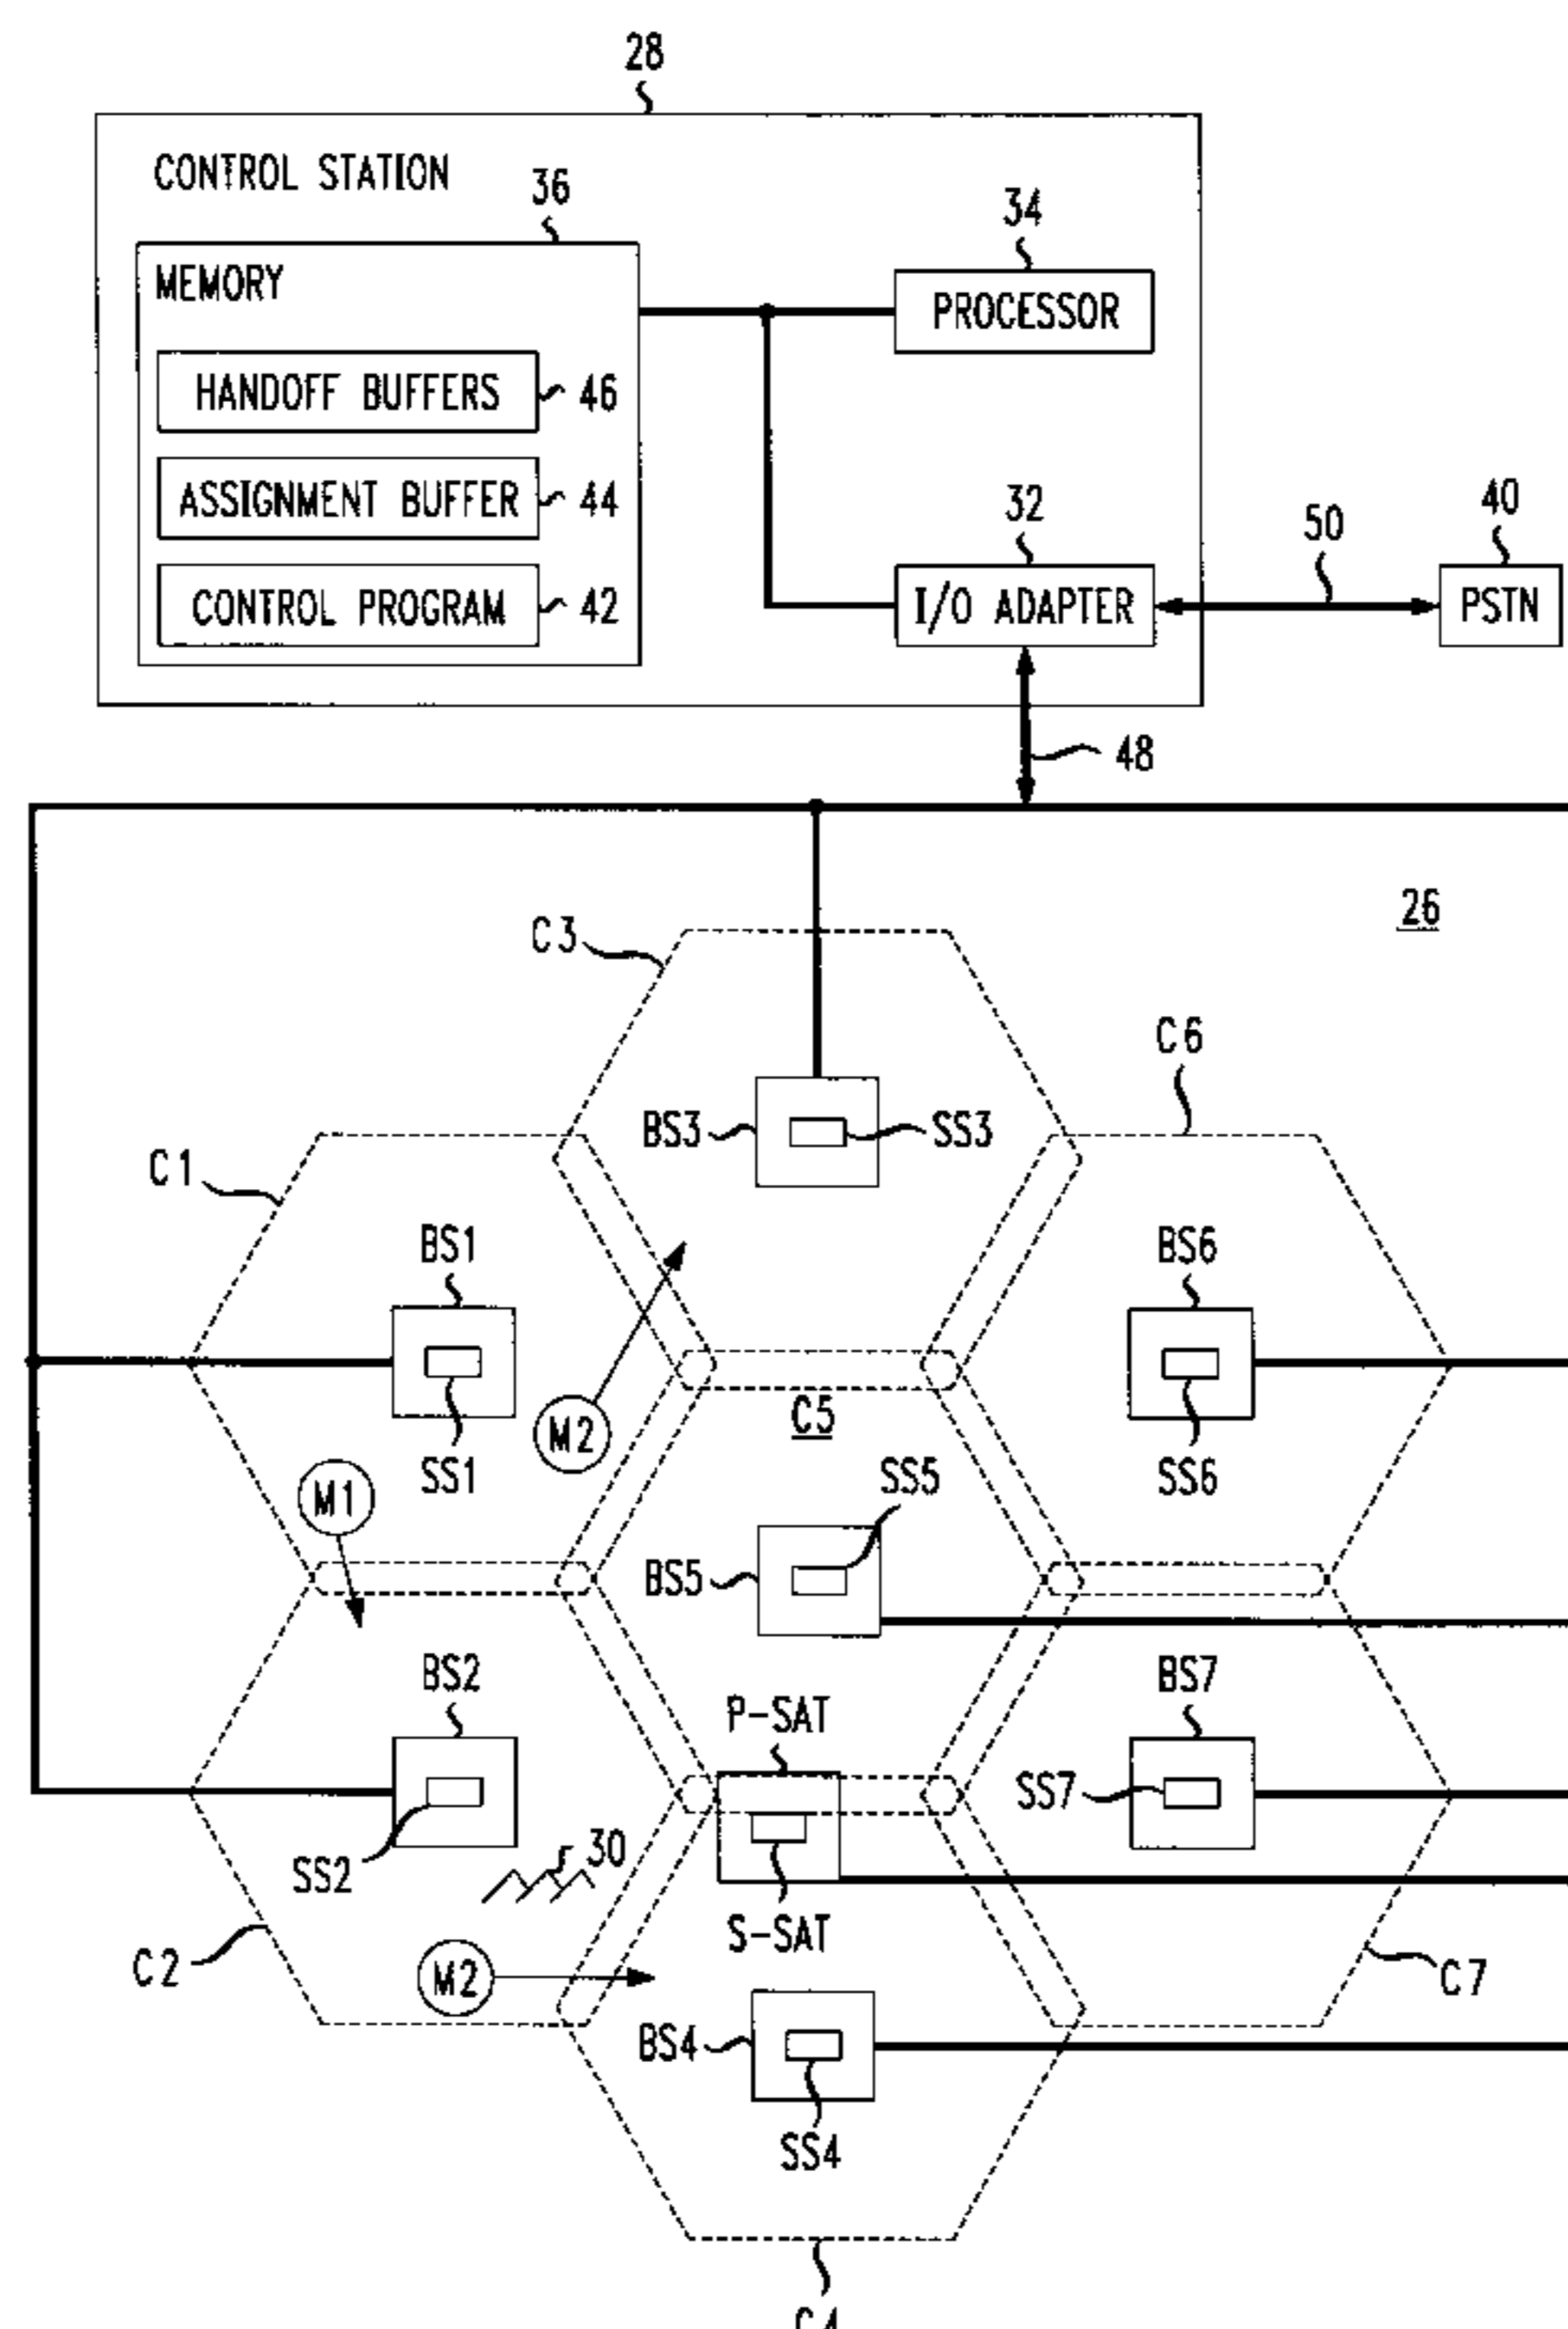 28
CONTROL STATION
36
34
MEMORY
PROCESSOR
HANDOFF BUFFERS
46
ASSIGNMENT BUFFER
44
32
50
40
CONTROL PROGRAM
42
I/O ADAPTER
PSTN
48
26
C3
C6
BS3
SS3
C1
BS1
BS6
M2
C5
SS1
SS5
SS6
M1
BS5
BS2
BS7
P-SAT
SS7
30
SS2
S-SAT
C2
M2
C7
BS4
SS4
C4